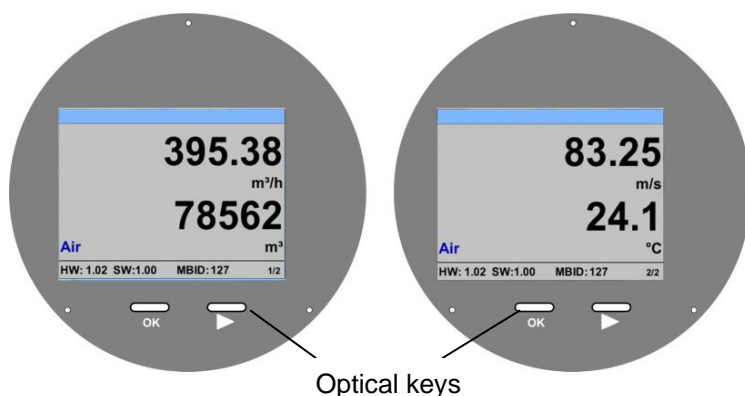 395.38
m³/h
78562
Air m³
HW: 1.02 SW:1.00 MBID:127 1/2
OK
83.25
m/s
24.1
Air °C
HW: 1.02 SW:1.00 MBID:127 2/2
OK
Optical keys